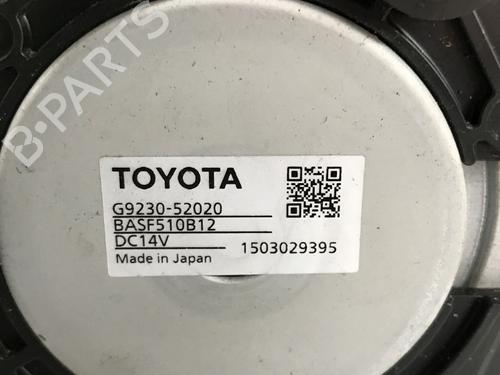 B-PARTS
TOYOTA
G9230-52020
BASF510B12
DC14V 1503029395
Made in Japan